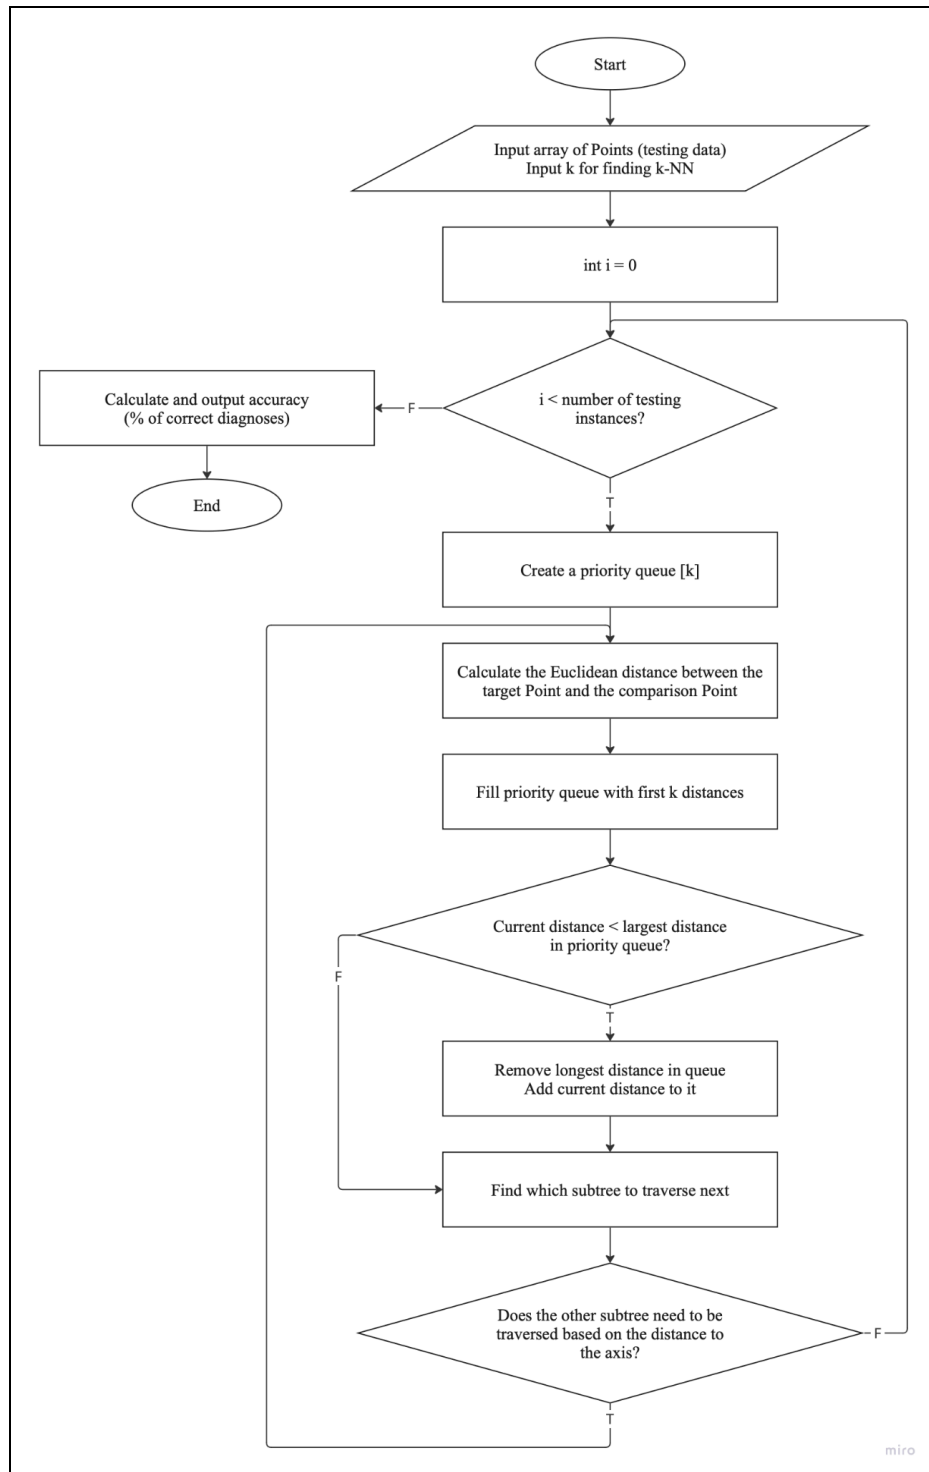 Start
Input array of Points (testing data)
Input k for finding k-NN
int i = 0
i < number of testing
instances?
F
Calculate and output accuracy
(% of correct diagnoses)
End
T
Create a priority queue [k]
Calculate the Euclidean distance between the
target Point and the comparison Point
Fill priority queue with first k distances
Current distance < largest distance
in priority queue?
F
T
Remove longest distance in queue
Add current distance to it
Find which subtree to traverse next
Does the other subtree need to be
traversed based on the distance to
the axis?
F
T
miro